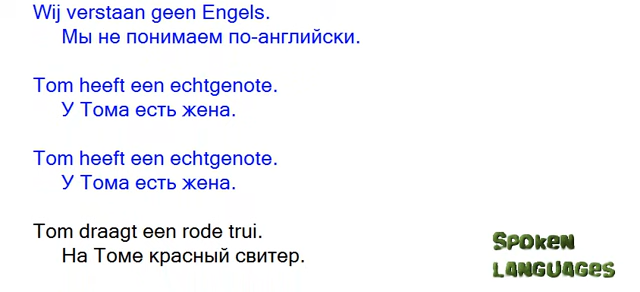 Wij verstaan geen Engels.
Мы не понимаем по-английски.
Tom heeft een echtgenote.
У Тома есть жена.
Tom heeft een echtgenote.
У Тома есть жена.
Tom draagt een rode trui.
На Томе красный свитер.
Spoken
Languages